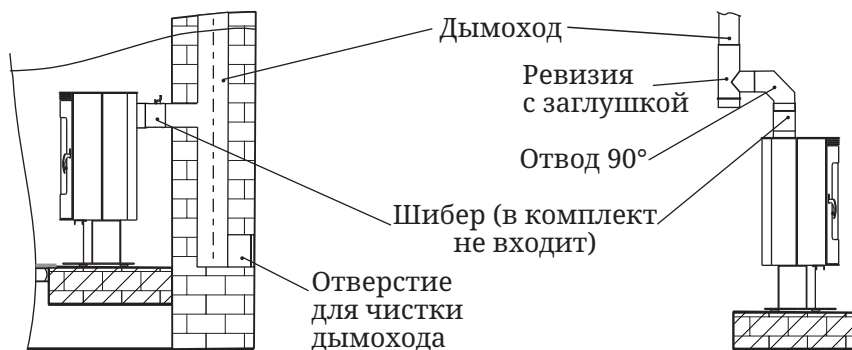 Дымоход
Ревизия
с заглушкой
Отвод 90°
Шибер (в комплект
не входит)
Отверстие
для чистки
дымохода